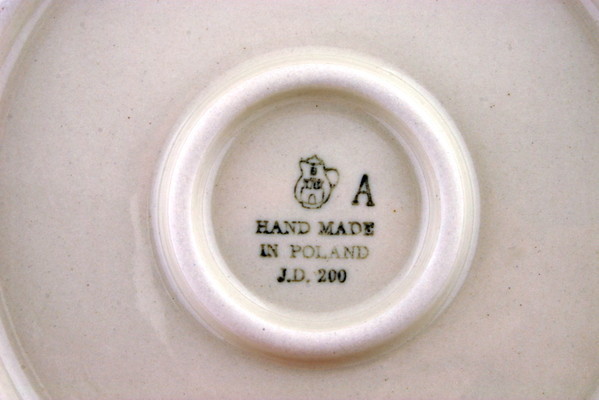 A
HAND MADE
IN POLAND
J.D. 200